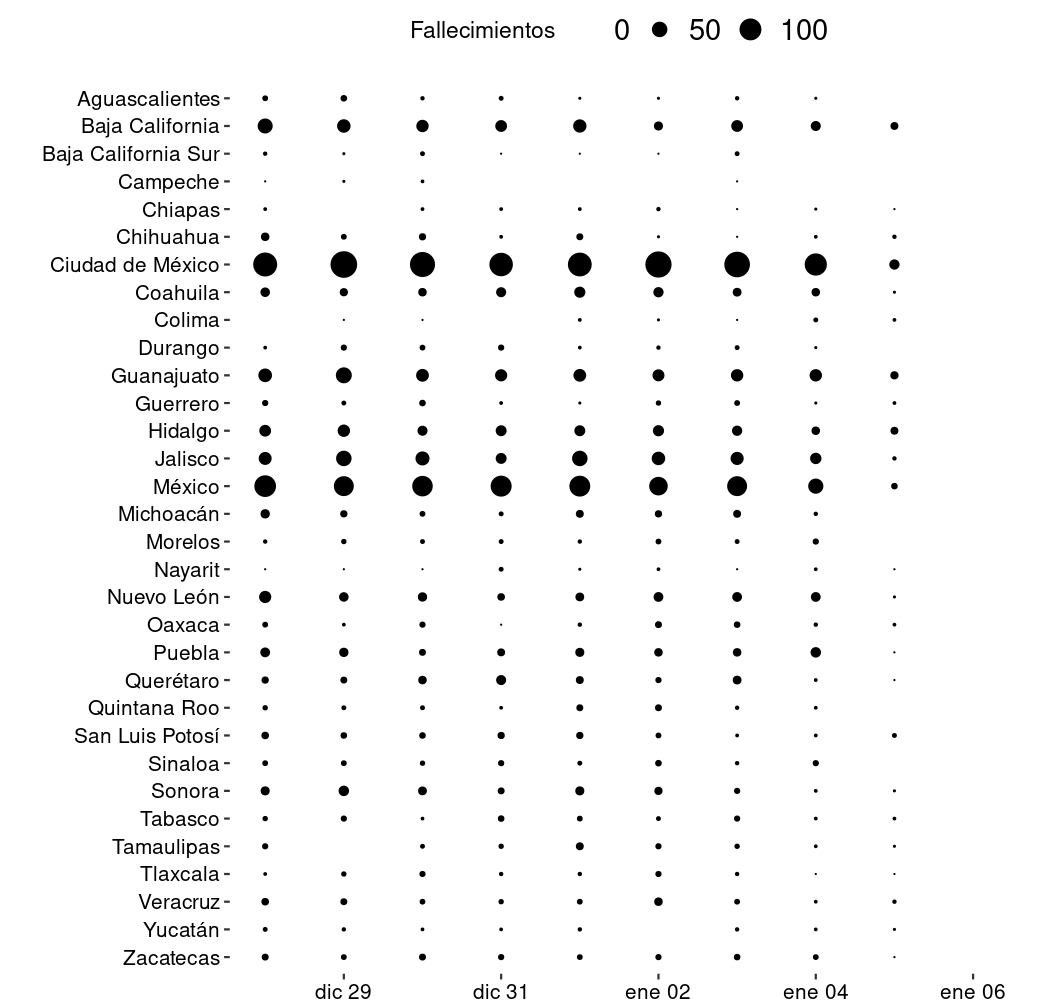 Fallecimientos 0 50 100
Aguascalientes
Baja California
Baja California Sur
Campeche
Chiapas
Chihuahua
Ciudad de México
Coahuila
Colima
Durango
Guanajuato
Guerrero
Hidalgo
Jalisco
México
Michoacán
Morelos
Nayarit
Nuevo León
Oaxaca
Puebla
Querétaro
Quintana Roo
San Luis Potosí
Sinaloa
Sonora
Tabasco
Tamaulipas
Tlaxcala
Veracruz
Yucatán
Zacatecas
dic 29 dic 31 ene 02 ene 04 ene 06